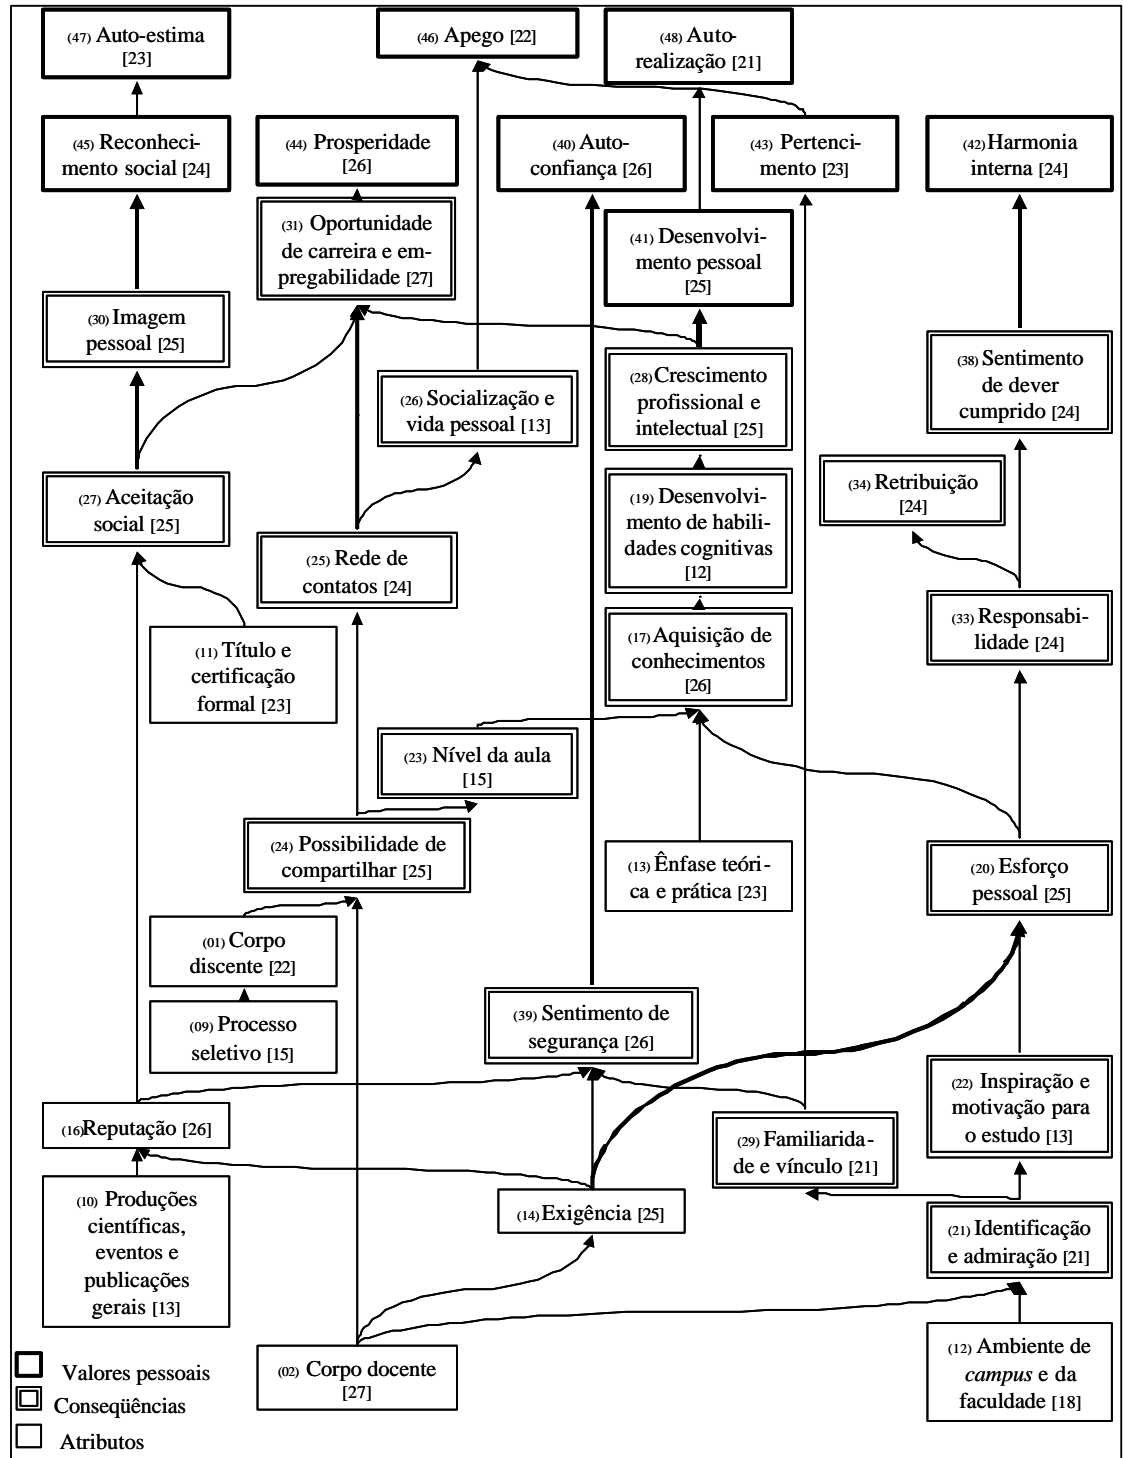 (47) Auto-estima
[23]
(46) Apego [22]
(48) Auto-
realização [21]
(45) Reconheci-
mento social [24]
(44) Prosperidade
[26]
(40) Auto-
confiança [26]
(43) Pertenci-
mento [23]
(42) Harmonia
interna [24]
(31) Oportunidade
de carreira e em-
pregabilidade [27]
(41) Desenvolvi-
mento pessoal
[25]
(30) Imagem
pessoal [25]
(38) Sentimento
de dever
cumprido [24]
(28) Crescimento
profissional e
intelectual [25]
(26) Socialização e
vida pessoal [13]
(34) Retribuição
[24]
(27) Aceitação
social [25]
(19) Desenvolvi-
mento de habili-
dades cognitivas
[12]
(25) Rede de
contatos [24]
(33) Responsabi-
lidade [24]
(17) Aquisição de
conhecimentos
[26]
(11) Título e
certificação
formal [23]
(23) Nível da aula
[15]
(24) Possibilidade de
compartilhar [25]
(13) Ênfase teóri-
ca e prática [23]
(20) Esforço
pessoal [25]
(01) Corpo
discente [22]
(09) Processo
seletivo [15]
(39) Sentimento de
segurança [26]
(22) Inspiração e
motivação para
o estudo [13]
(16)Reputação [26]
(29) Familiarida-
de e vínculo [21]
(10) Produções
científicas,
eventos e
publicações
gerais [13]
(14) Exigência [25]
(21) Identificação
e admiração [21]
(02) Corpo docente
[27]
(12) Ambiente de
campus e da
faculdade [18]
Valores pessoais
Conseqüências
Atributos